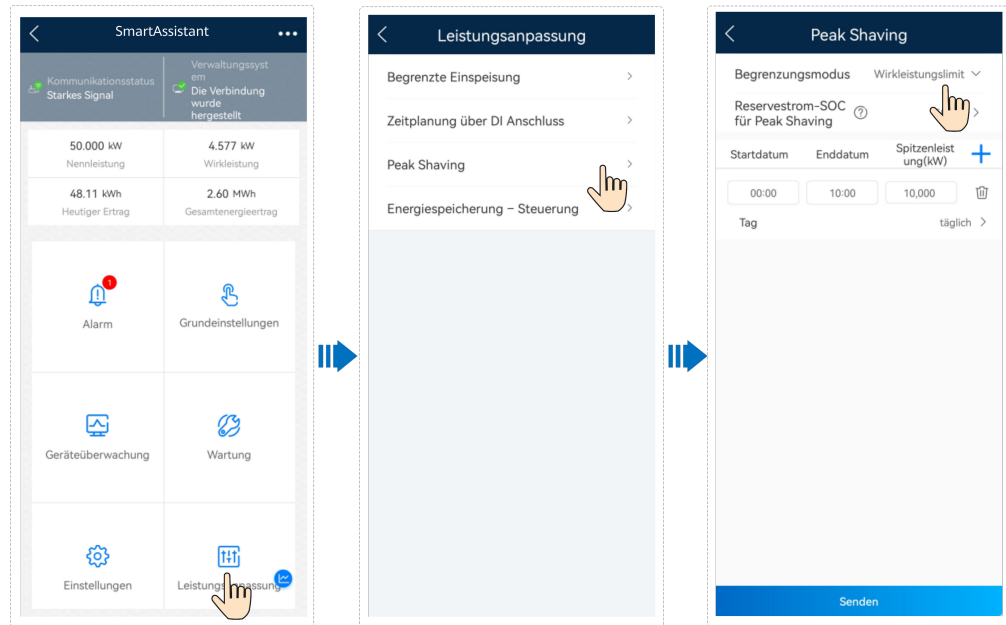 SmartAssistant
Kommunikationsstatus
Starkes Signal
Verwaltungssyst
em
Die Verbindung
wurde
hergestellt
50.000 kW
Nennleistung
4.577 kW
Wirkleistung
48.11 kWh
Heutiger Ertrag
2.60 MWh
Gesamtenergieertrag
1
Alarm
Grundeinstellungen
Geräteüberwachung
Wartung
Einstellungen
Leistungsanpassung
Leistungsanpassung
Begrenzte Einspeisung
Zeitplanung über DI Anschluss
Peak Shaving
Energiespeicherung – Steuerung
Peak Shaving
Begrenzungsmodus Wirkleistungslimit
Reservestrom-SOC
für Peak Shaving
Startdatum Enddatum Spitzenleist
ung(kW)
00:00 10:00 10,000
Tag täglich
Senden